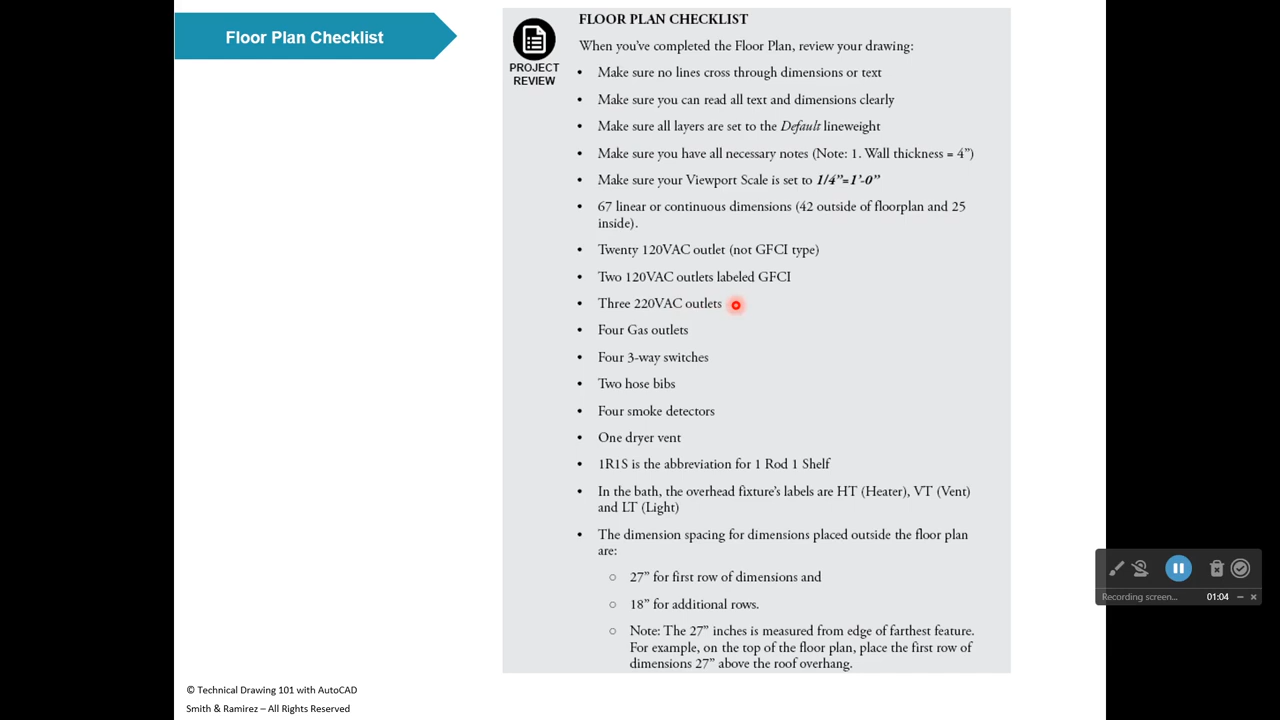 Floor Plan Checklist
PROJECT
REVIEW
FLOOR PLAN CHECKLIST
When you've completed the Floor Plan, review your drawing:
• Make sure no lines cross through dimensions or text
• Make sure you can read all text and dimensions clearly
• Make sure all layers are set to the Default lineweight
• Make sure you have all necessary notes (Note: 1. Wall thickness = 4”)
• Make sure your Viewport Scale is set to 1/4”=1’-0”
• 67 linear or continuous dimensions (42 outside of floorplan and 25
inside).
• Twenty 120VAC outlet (not GFCI type)
• Two 120VAC outlets labeled GFCI
• Three 220VAC outlets
• Four Gas outlets
• Four 3-way switches
• Two hose bibs
• Four smoke detectors
• One dryer vent
• 1R1S is the abbreviation for 1 Rod 1 Shelf
• In the bath, the overhead fixture’s labels are HT (Heater), VT (Vent)
and LT (Light)
• The dimension spacing for dimensions placed outside the floor plan
are:
○ 27” for first row of dimensions and
○ 18” for additional rows.
○ Note: The 27” inches is measured from edge of farthest feature.
For example, on the top of the floor plan, place the first row of
dimensions 27” above the roof overhang.
Recording screen... 01:04
© Technical Drawing 101 with AutoCAD
Smith & Ramirez – All Rights Reserved